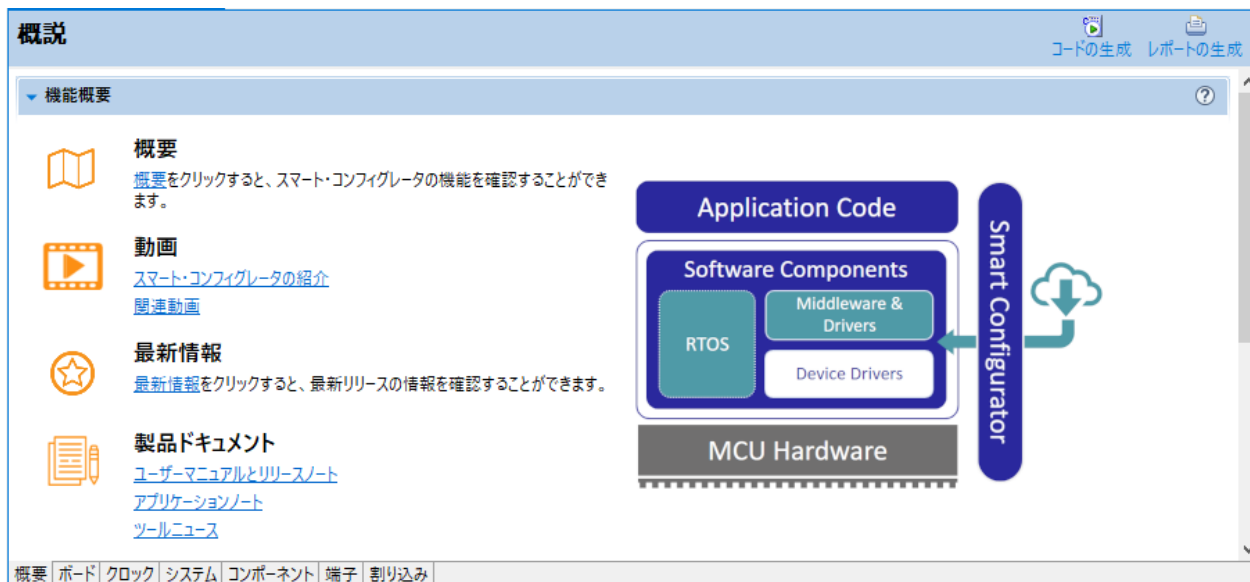 概説
コードの生成 レポートの生成
機能概要
概要
概要をクリックすると、スマート・コンフィグレータの機能を確認することができ
ます。
動画
スマート・コンフィグレータの紹介
関連動画
最新情報
最新情報をクリックすると、最新リリースの情報を確認することができます。
製品ドキュメント
ユーザーマニュアルとリリースノート
アプリケーションノート
ツールニュース
Application Code
Software Components
RTOS
Middleware &
Drivers
Device Drivers
MCU Hardware
Smart Configurator
概要 ボード クロック システム コンポーネント 端子 割り込み